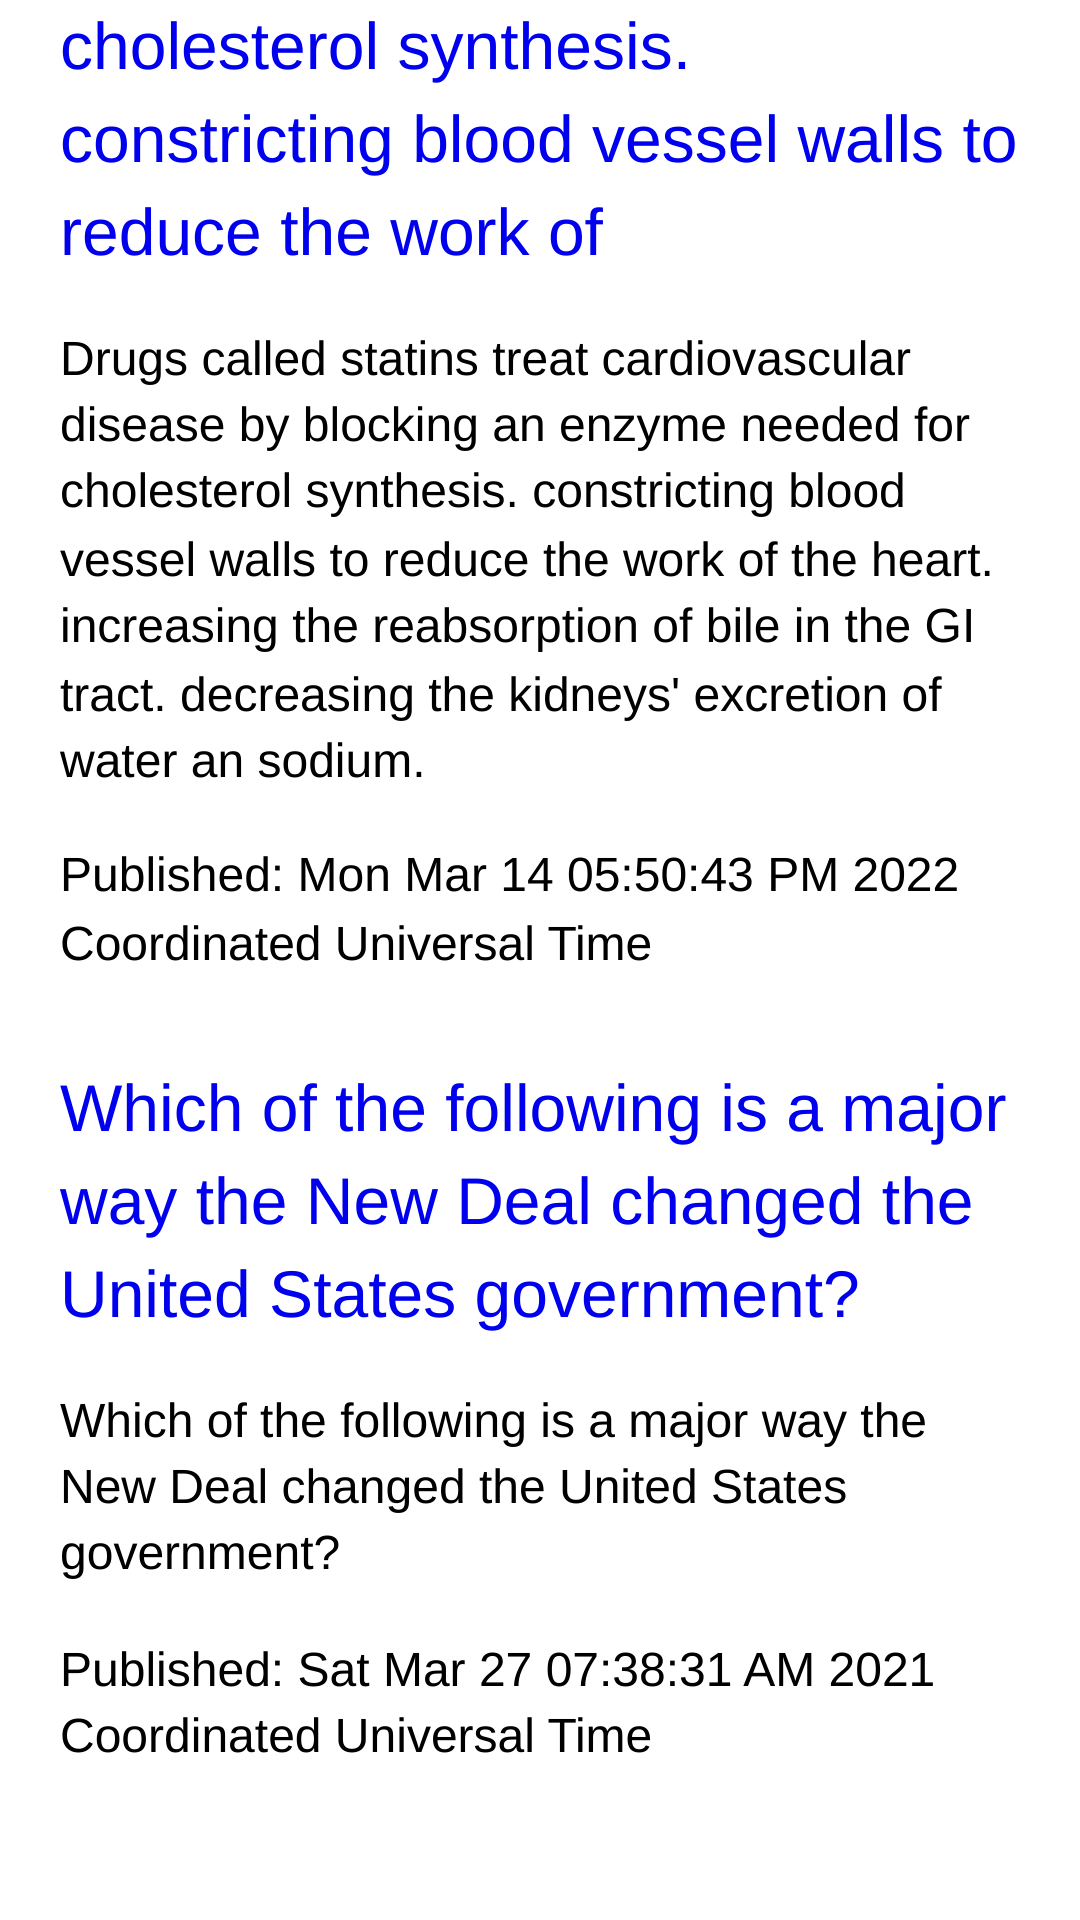 cholesterol synthesis.
constricting blood vessel walls to
reduce the work of
Drugs called statins treat cardiovascular
disease by blocking an enzyme needed for
cholesterol synthesis. constricting blood
vessel walls to reduce the work of the heart.
increasing the reabsorption of bile in the GI
tract. decreasing the kidneys' excretion of
water an sodium.
Published: Mon Mar 14 05:50:43 PM 2022
Coordinated Universal Time
Which of the following is a major
way the New Deal changed the
United States government?
Which of the following is a major way the
New Deal changed the United States
government?
Published: Sat Mar 27 07:38:31 AM 2021
Coordinated Universal Time